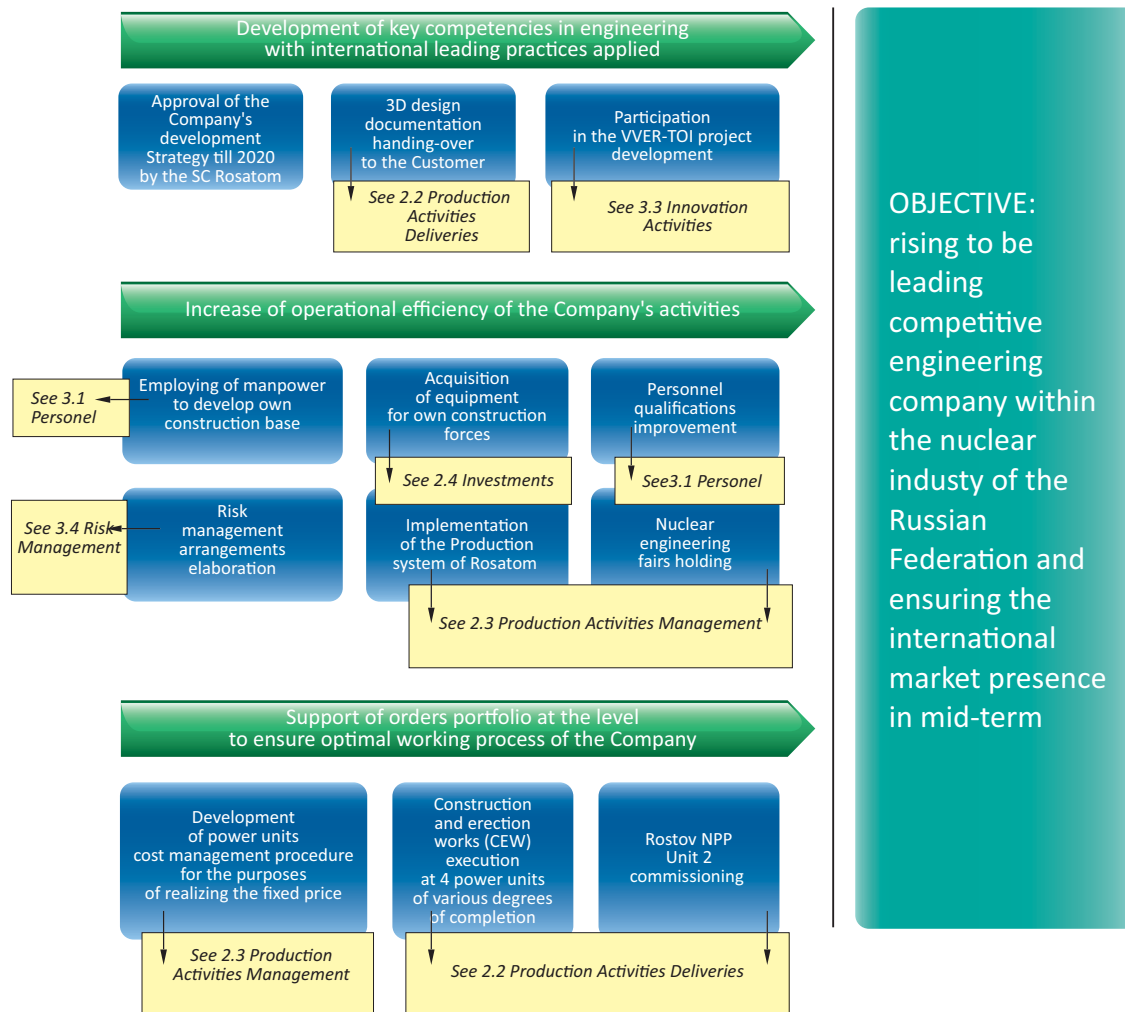 Development of key competencies in engineering
with international leading practices applied
Approval of the
Company's
development
Strategy till 2020
by the SC Rosatom
3D design
documentation
handing-over
to the Customer
Participation
in the VVER-TOI project
development
See 2.2 Production
Activities
Deliveries
See 3.3 Innovation
Activities
Increase of operational efficiency of the Company's activities
See 3.1
Personel
Employing of manpower
to develop own
construction base
Acquisition
of equipment
for own construction
forces
Personnel
qualifications
improvement
See 2.4 Investments
See3.1 Personel
See 3.4 Risk
Management
Risk
management
arrangements
elaboration
Implementation
of the Production
system of Rosatom
Nuclear
engineering
fairs holding
See 2.3 Production Activities Management
Support of orders portfolio at the level
to ensure optimal working process of the Company
Development
of power units
cost management procedure
for the purposes
of realizing the fixed price
Construction
and erection
works (CEW)
execution
at 4 power units
of various degrees
of completion
Rostov NPP
Unit 2
commissioning
See 2.3 Production
Activities Management
See 2.2 Production Activities Deliveries
OBJECTIVE:
rising to be
leading
competitive
engineering
company within
the nuclear
industy of the
Russian
Federation and
ensuring the
international
market presence
in mid-term